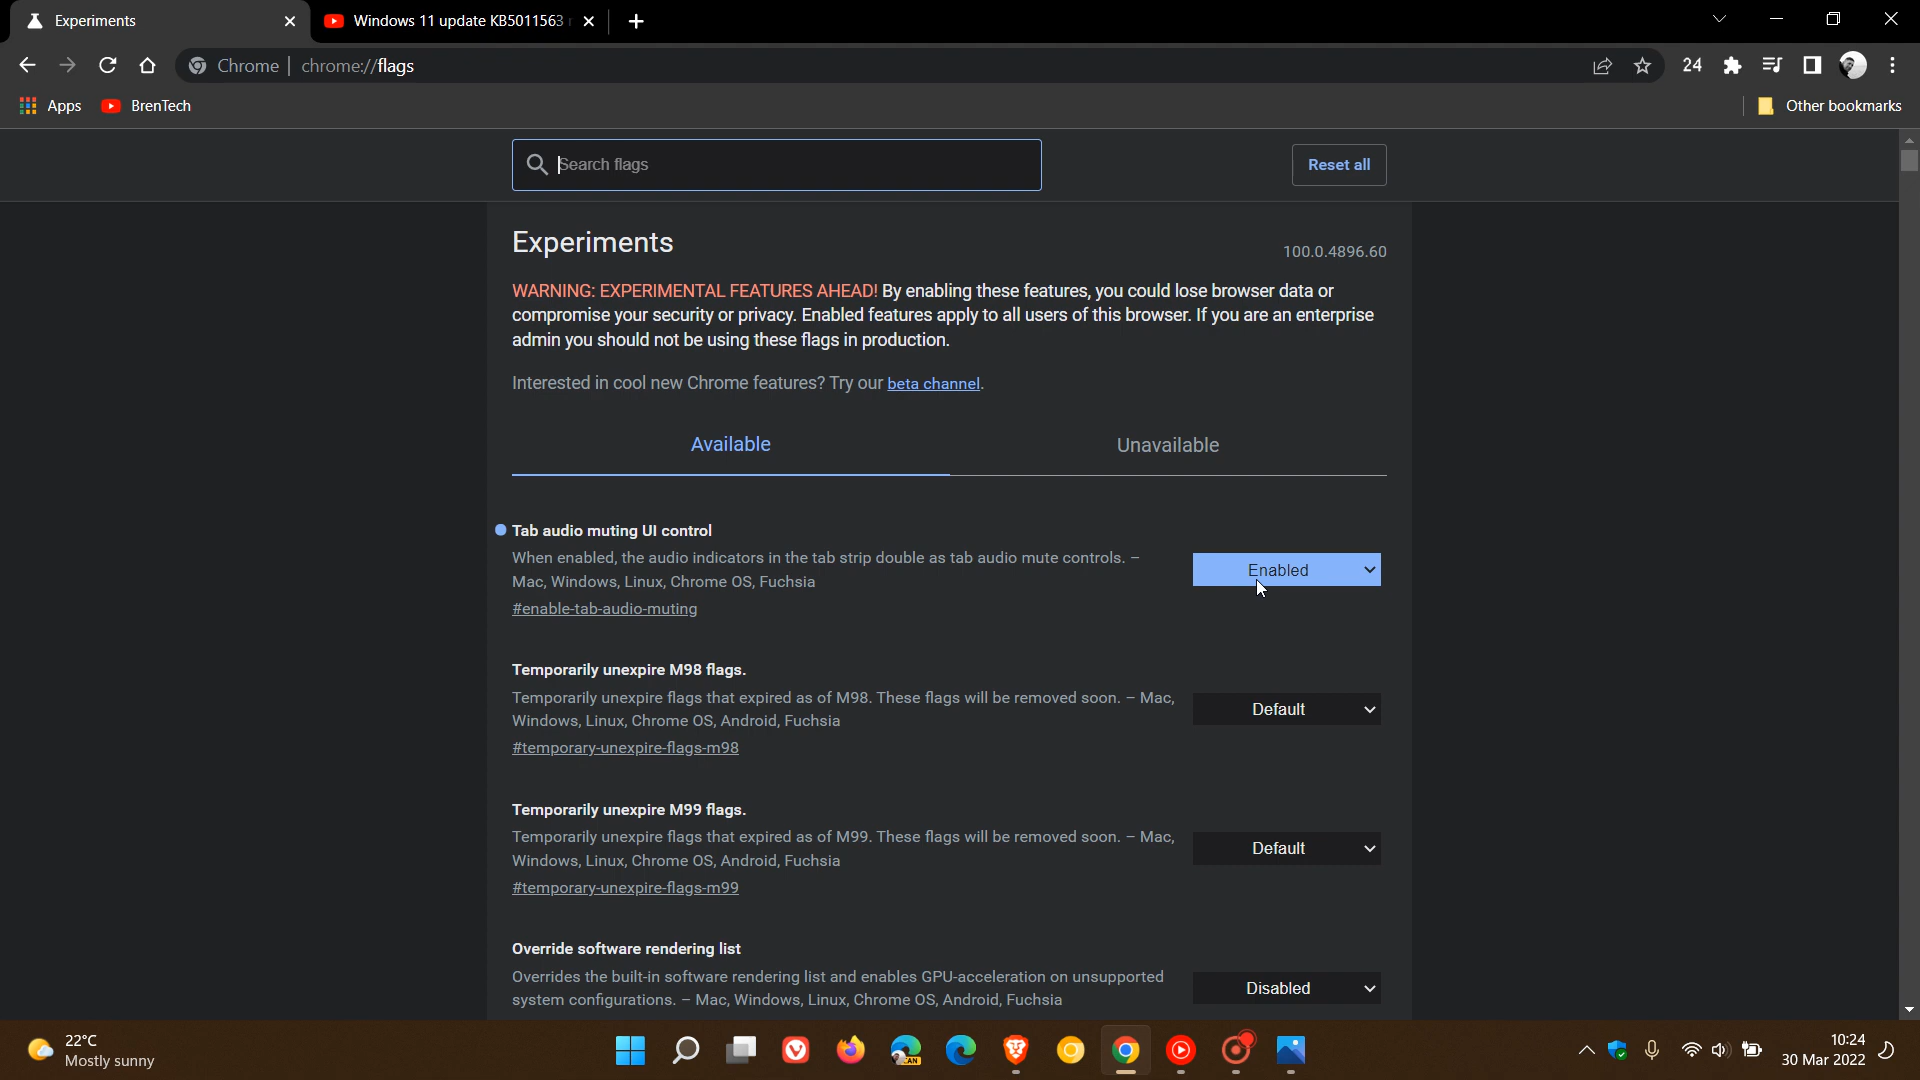 Experiments
Windows 11 update KB5011563
Chrome
chrome://flags
24
Apps
BrenTech
Other bookmarks
Search flags
Reset all
Experiments
100.0.4896.60
WARNING: EXPERIMENTAL FEATURES AHEAD! By enabling these features, you could lose browser data or
compromise your security or privacy. Enabled features apply to all users of this browser. If you are an enterprise
admin you should not be using these flags in production.
Interested in cool new Chrome features? Try our beta channel.
Available
Unavailable
Tab audio muting UI control
When enabled, the audio indicators in the tab strip double as tab audio mute controls. –
Mac, Windows, Linux, Chrome OS, Fuchsia
#enable-tab-audio-muting
Enabled
Temporarily unexpire M98 flags.
Temporarily unexpire flags that expired as of M98. These flags will be removed soon. – Mac,
Windows, Linux, Chrome OS, Android, Fuchsia
#temporary-unexpire-flags-m98
Default
Temporarily unexpire M99 flags.
Temporarily unexpire flags that expired as of M99. These flags will be removed soon. – Mac,
Windows, Linux, Chrome OS, Android, Fuchsia
#temporary-unexpire-flags-m99
Default
Override software rendering list
Overrides the built-in software rendering list and enables GPU-acceleration on unsupported
system configurations. – Mac, Windows, Linux, Chrome OS, Android, Fuchsia
Disabled
22°C
Mostly sunny
CAN
10:24
30 Mar 2022